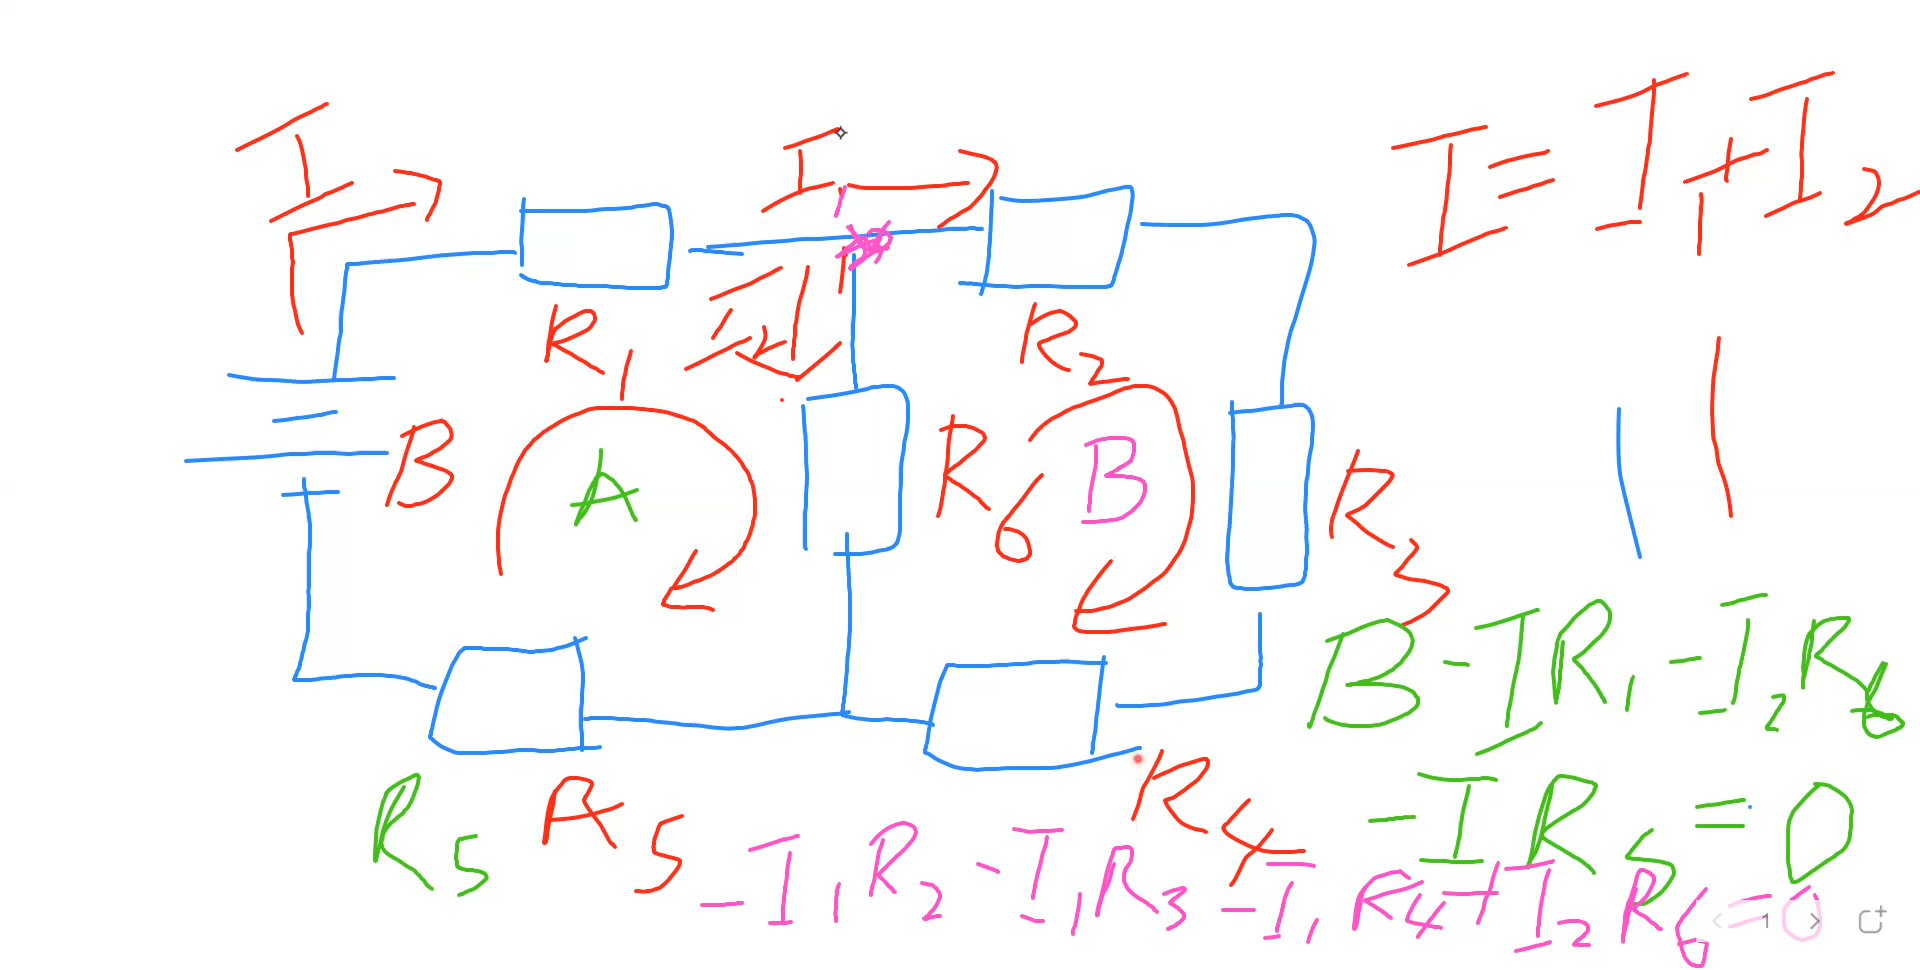 I
I₁
I = I₁ + I₂
R₁
I₂
R₂
B
A
R₆
B
R₃
B - IR₁ - I₂R₆
- IR₅ = 0
R₅
R₅
R₄
- I₁R₂ - I₁R₃ - I₁R₄ + I₂R₆ = 0
1